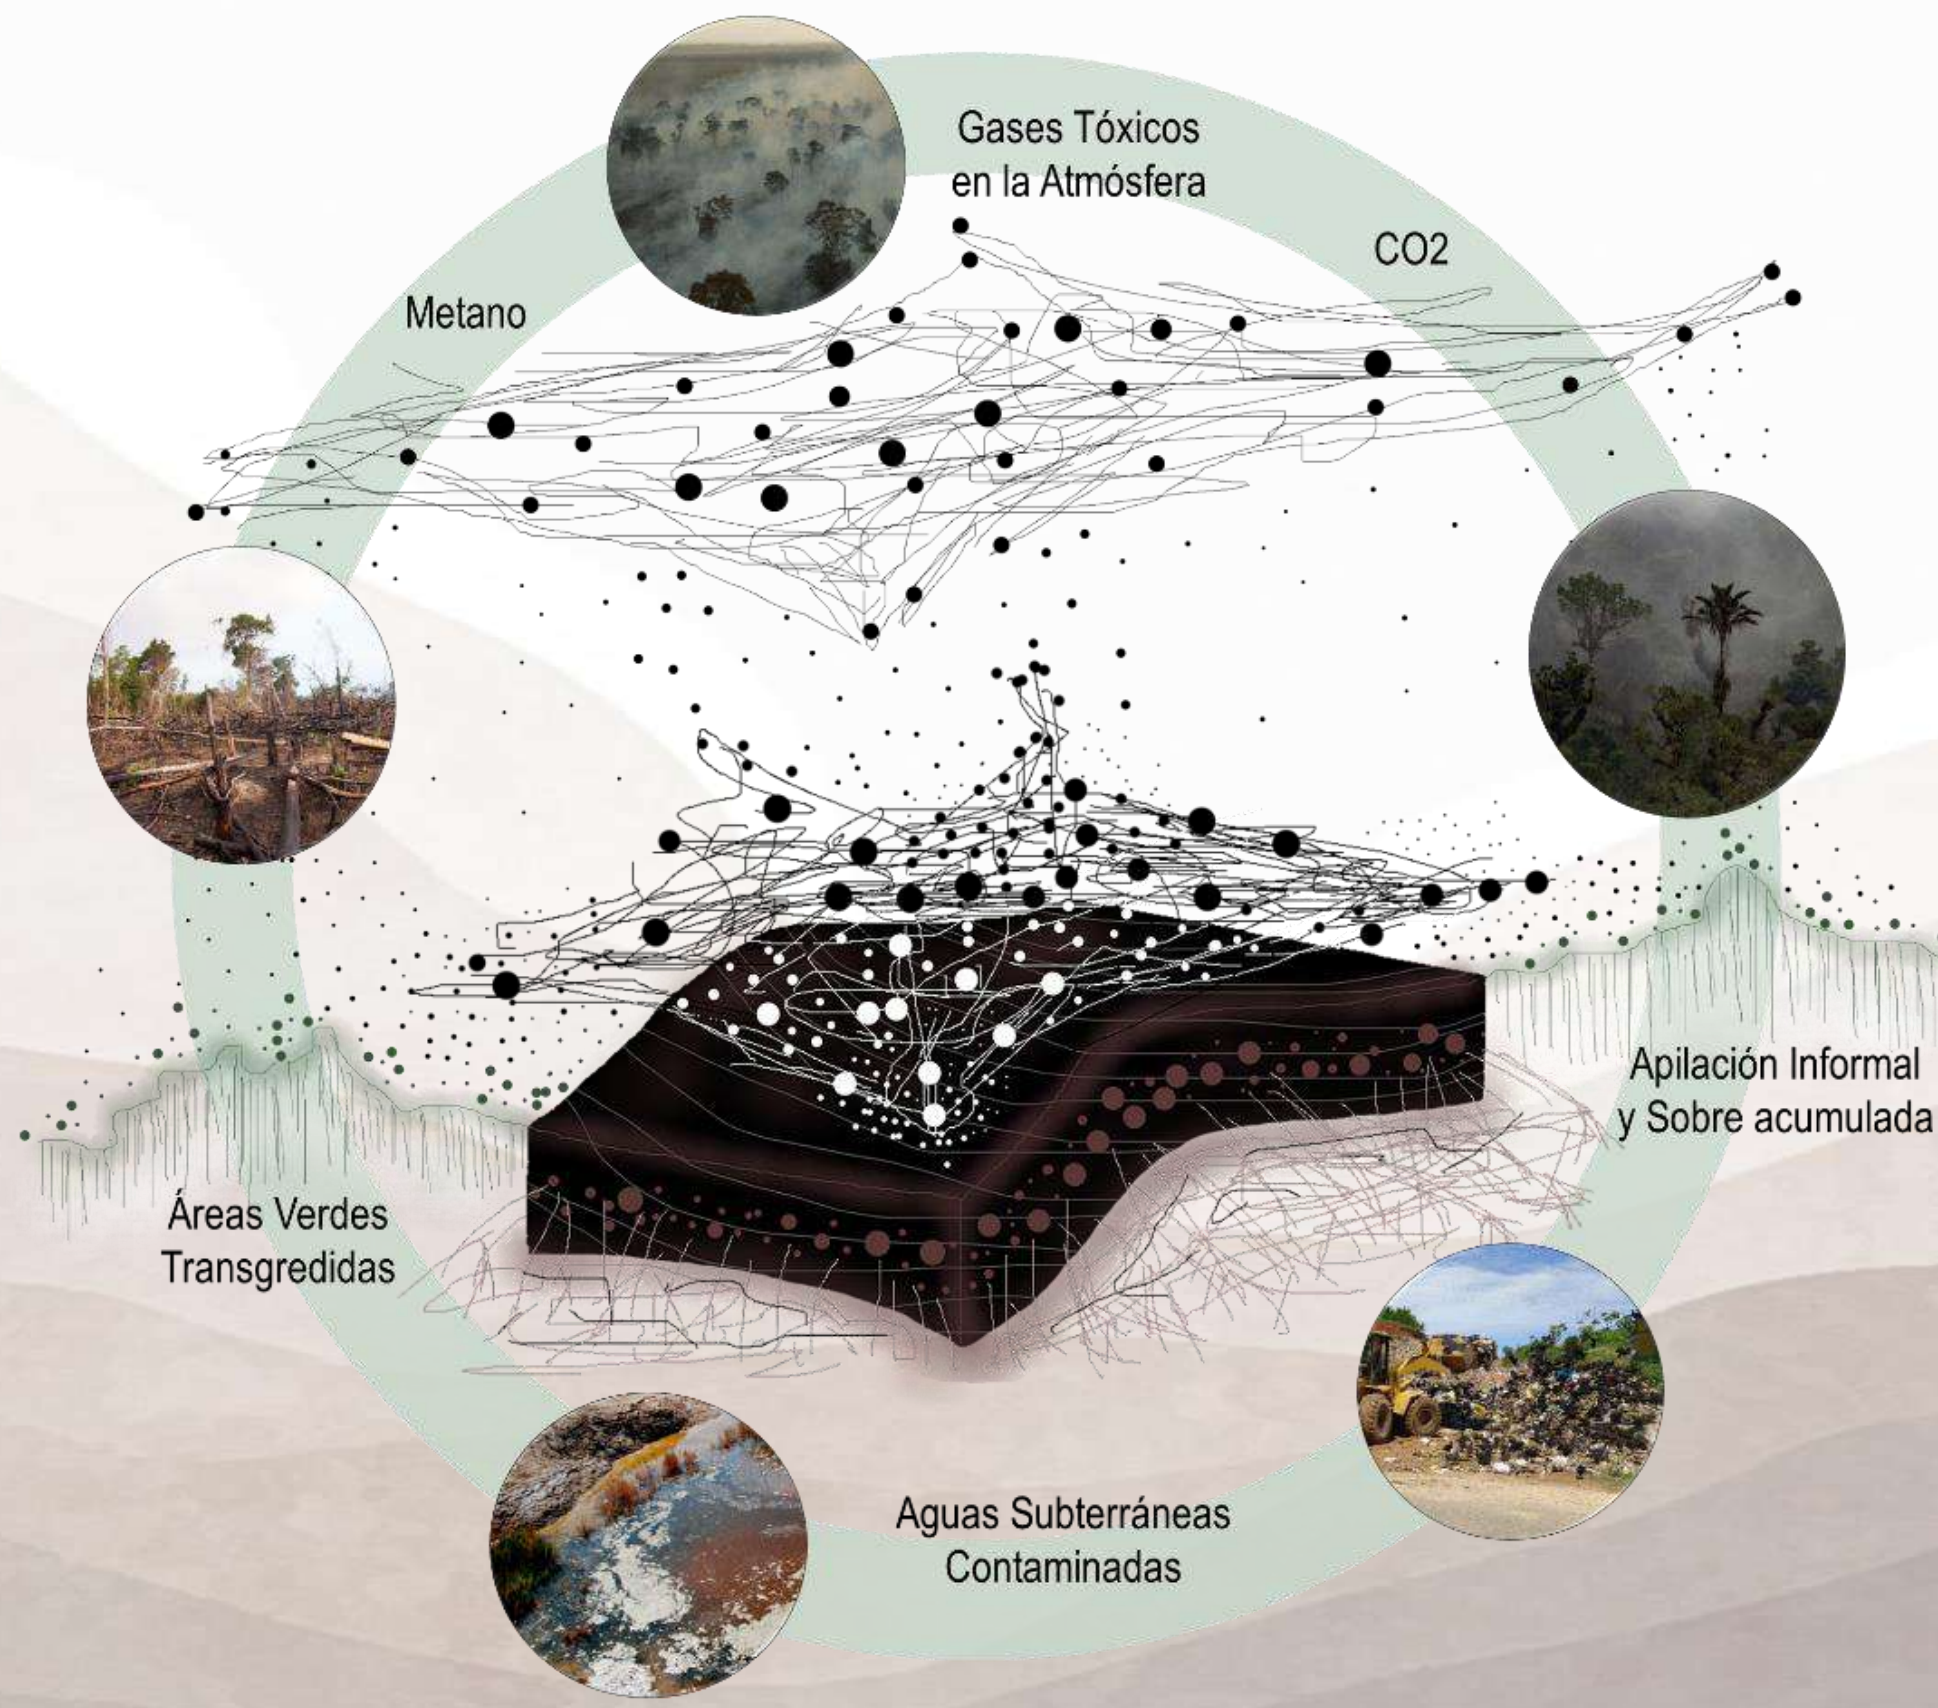 Gases Tóxicos
en la Atmósfera
CO2
Metano
Apilación Informal
y Sobre acumulada
Áreas Verdes
Transgredidas
Aguas Subterráneas
Contaminadas